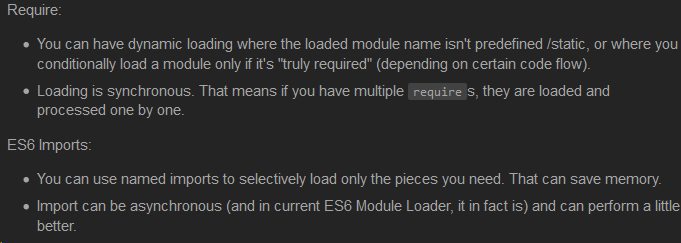 Require:
You can have dynamic loading where the loaded module name isn't predefined /static, or where you
conditionally load a module only if it's "truly required" (depending on certain code flow).
Loading is synchronous. That means if you have multiple require s, they are loaded and
processed one by one.
ES6 Imports:
You can use named imports to selectively load only the pieces you need. That can save memory.
Import can be asynchronous (and in current ES6 Module Loader, it in fact is) and can perform a little
better.